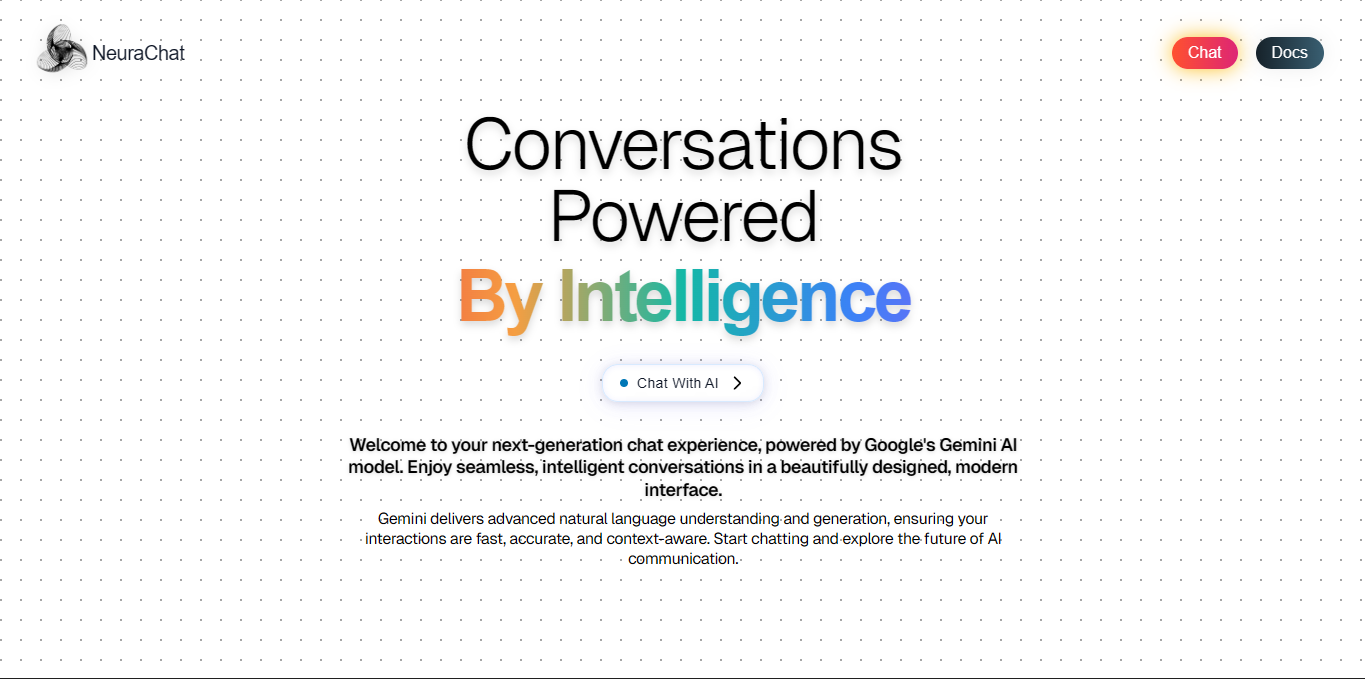 NeuraChat
Chat
Docs
Conversations
Powered
By Intelligence
Chat With AI
Welcome to your next-generation chat experience, powered by Google's Gemini AI
model. Enjoy seamless, intelligent conversations in a beautifully designed, modern
interface.
Gemini delivers advanced natural language understanding and generation, ensuring your
interactions are fast, accurate, and context-aware. Start chatting and explore the future of AI
communication.